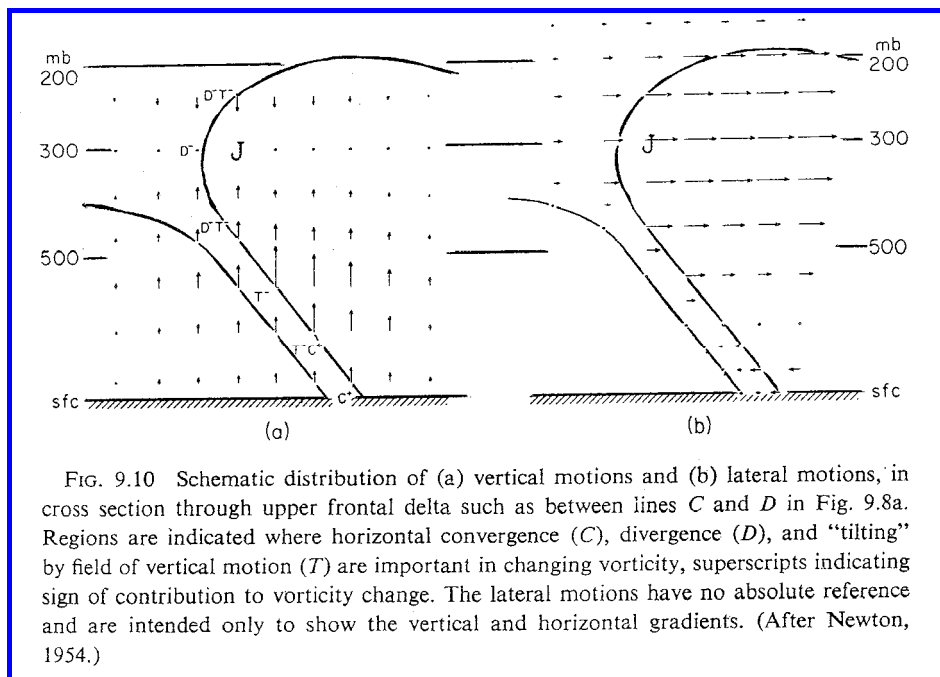 mb
200
D⁻T⁻
300
D⁻
J
D⁻T⁻
500
T⁻
T⁻C⁺
sfc
C⁺
(a)
mb
200
J
300
500
sfc
(b)
FIG. 9.10 Schematic distribution of (a) vertical motions and (b) lateral motions, in
cross section through upper frontal delta such as between lines C and D in Fig. 9.8a.
Regions are indicated where horizontal convergence (C), divergence (D), and “tilting”
by field of vertical motion (T) are important in changing vorticity, superscripts indicating
sign of contribution to vorticity change. The lateral motions have no absolute reference
and are intended only to show the vertical and horizontal gradients. (After Newton,
1954.)